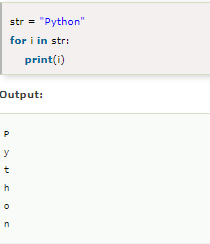 str = "Python"
for i in str:
    print(i)
Output:
P
y
t
h
o
n